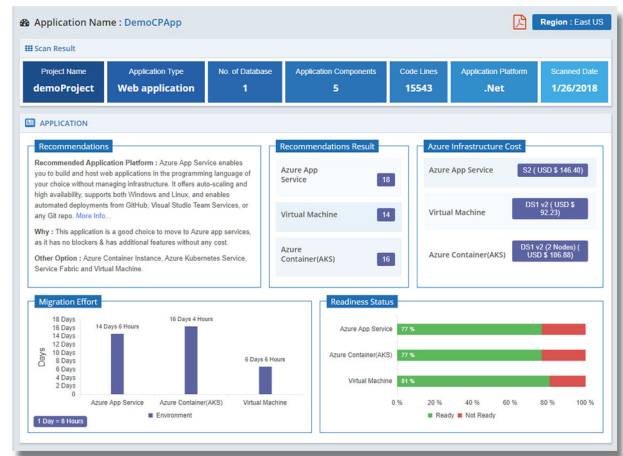 Application Name : DemoCPApp
Region : East US
Scan Result
Project Name
demoProject
Application Type
Web application
No. of Database
1
Application Components
5
Code Lines
15543
Application Platform
.Net
Scanned Date
1/26/2018
APPLICATION
Recommendations
Recommended Application Platform : Azure App Service enables
you to build and host web applications in the programming language of
your choice without managing infrastructure. It offers auto-scaling and
high availability, supports both Windows and Linux, and enables
automated deployments from GitHub, Visual Studio Team Services, or
any Git repo. More Info...
Why : This application is a good choice to move to Azure app services,
as it has no blockers & has additional features without any cost.
Other Option : Azure Container Instance, Azure Kubernetes Service,
Service Fabric and Virtual Machine.
Recommendations Result
Azure App
Service
18
Virtual Machine
14
Azure
Container(AKS)
16
Azure Infrastructure Cost
Azure App Service
S2 ( USD $ 146.40)
Virtual Machine
DS1 v2 ( USD $
92.23)
Azure Container(AKS)
DS1 v2 (2 Nodes) (
USD $ 106.88)
Migration Effort
Days
18 Days
16 Days
14 Days
12 Days
10 Days
8 Days
6 Days
4 Days
2 Days
0
14 Days 6 Hours
16 Days 4 Hours
6 Days 6 Hours
Azure App Service
Azure Container(AKS)
Virtual Machine
Environment
1 Day = 8 Hours
Readiness Status
Azure App Service
77 %
Azure Container(AKS)
77 %
Virtual Machine
81 %
0 %
20 %
40 %
60 %
80 %
100 %
Ready
Not Ready